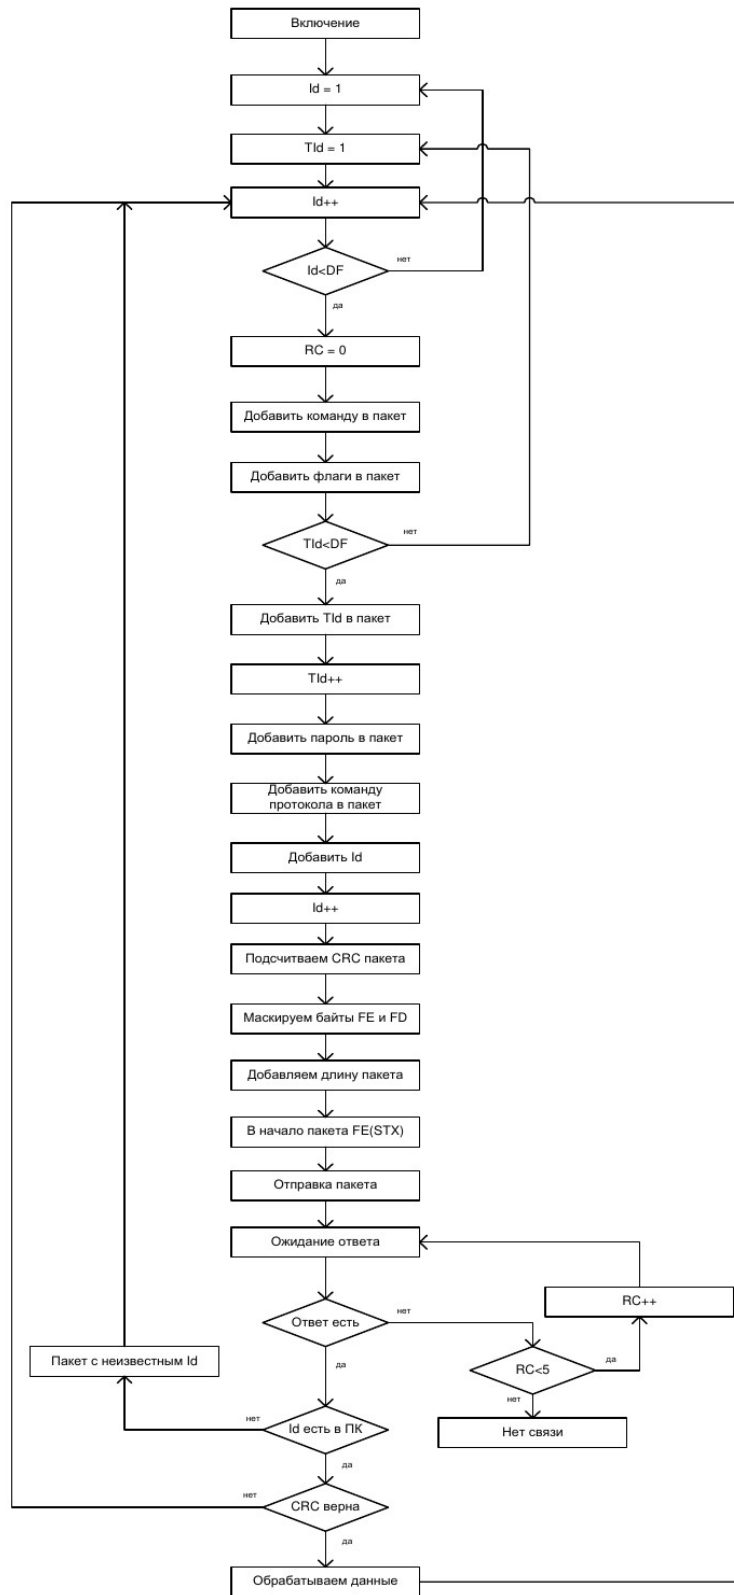 Включение
Id = 1
TId = 1
Id++
Id<DF
нет
да
RC = 0
Добавить команду в пакет
Добавить флаги в пакет
TId<DF
нет
да
Добавить TId в пакет
TId++
Добавить пароль в пакет
Добавить команду
протокола в пакет
Добавить Id
Id++
Подсчитваем CRC пакета
Маскируем байты FE и FD
Добавляем длину пакета
В начало пакета FE(STX)
Отправка пакета
Ожидание ответа
RC++
Ответ есть
нет
да
Пакет с неизвестным Id
RC<5
да
нет
Нет связи
Id есть в ПК
нет
да
CRC верна
нет
да
Обрабатываем данные